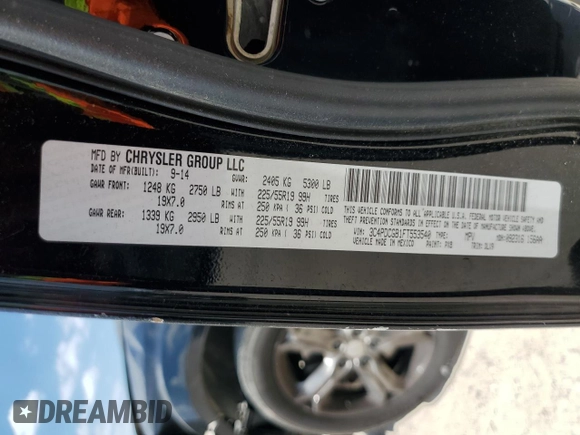 MFD BY CHRYSLER GROUP LLC
DATE OF MFR(BUILT): 9-14 GVWR: 2405 KG 5300 LB
GAWR FRONT: 1248 KG 2750 LB WITH 225/55R19 99H TIRES
19X7.0 RIMS AT 250 KPA ( 36 PSI) COLD
GAWR REAR: 1339 KG 2950 LB WITH 225/55R19 99H TIRES
19X7.0 RIMS AT 250 KPA ( 36 PSI) COLD
THIS VEHICLE CONFORMS TO ALL APPLICABLE U.S.A. FEDERAL MOTOR VEHICLE SAFETY AND
THEFT PREVENTION STANDARDS IN EFFECT ON THE DATE OF MANUFACTURE SHOWN ABOVE.
VIN: 3C4PDCGB1FT553540 TYPE: MPV
MADE IN MEXICO PAINT: PXB TRIM:
DREAMBID